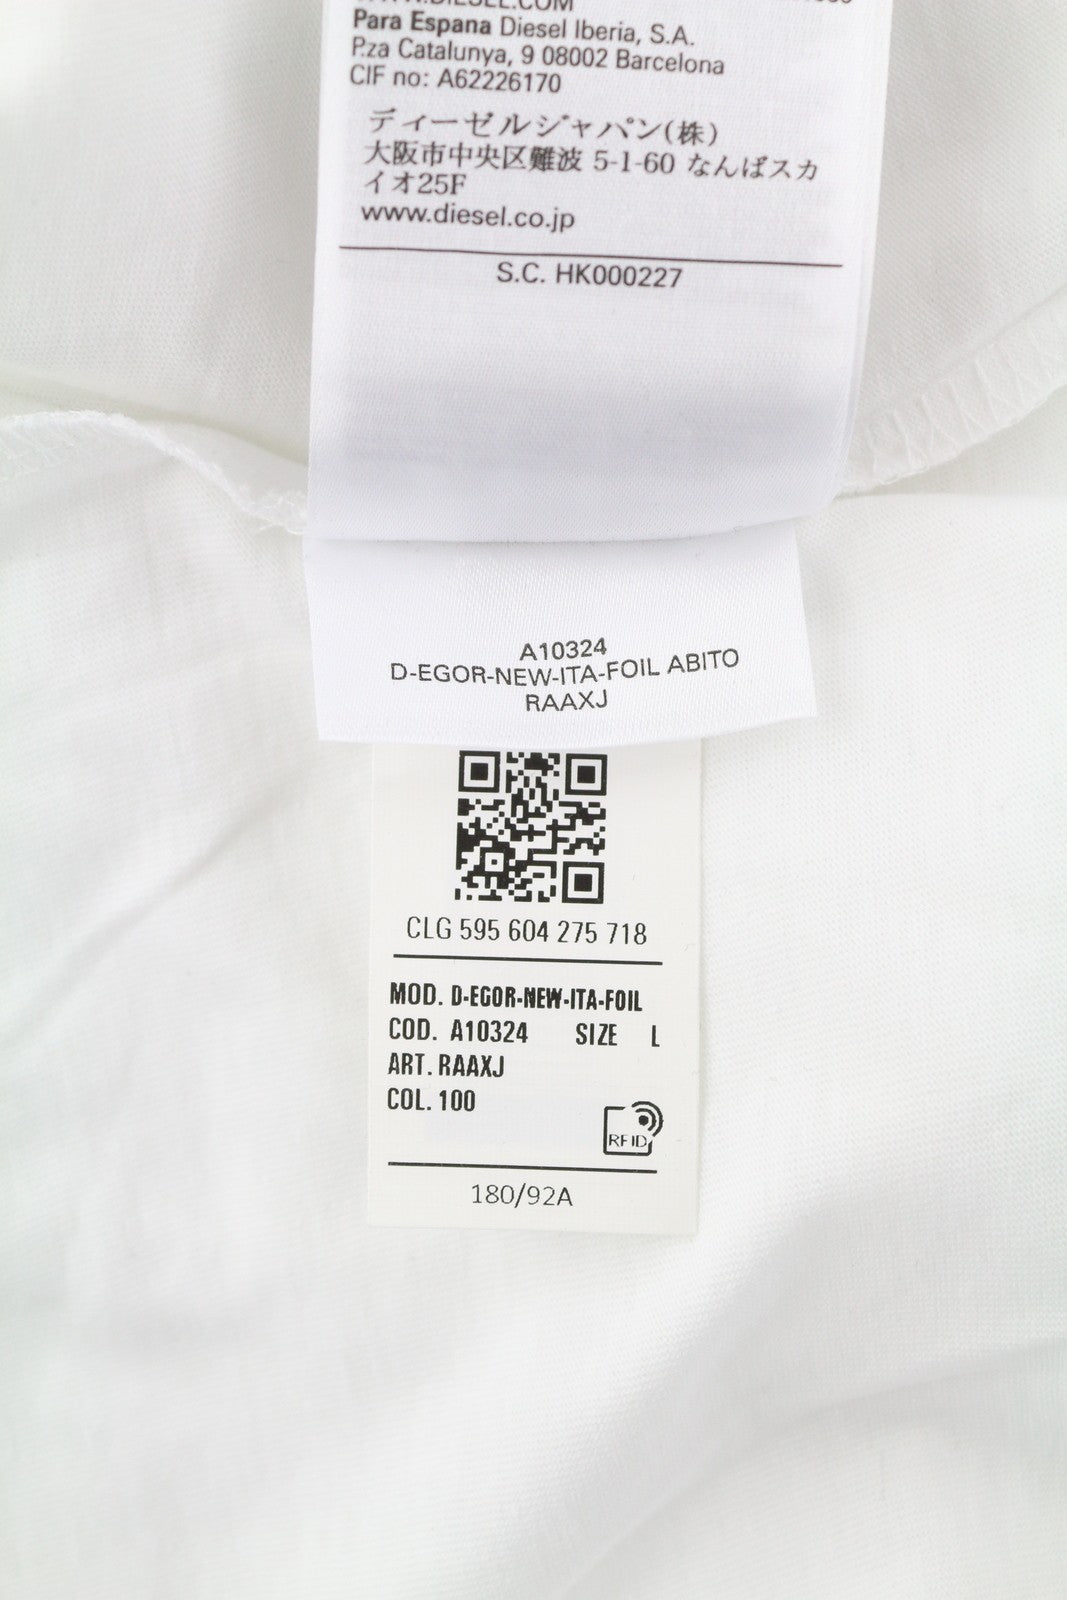 WWW.DIESEL.COM
Para Espana Diesel Iberia, S.A.
P.za Catalunya, 9 08002 Barcelona
CIF no: A62226170
ディーゼルジャパン(株)
大阪市中央区難波 5-1-60 なんばスカ
イオ25F
www.diesel.co.jp
S.C. HK000227
A10324
D-EGOR-NEW-ITA-FOIL ABITO
RAAXJ
CLG 595 604 275 718
MOD. D-EGOR-NEW-ITA-FOIL
COD. A10324 SIZE L
ART. RAAXJ
COL. 100
RFID
180/92A